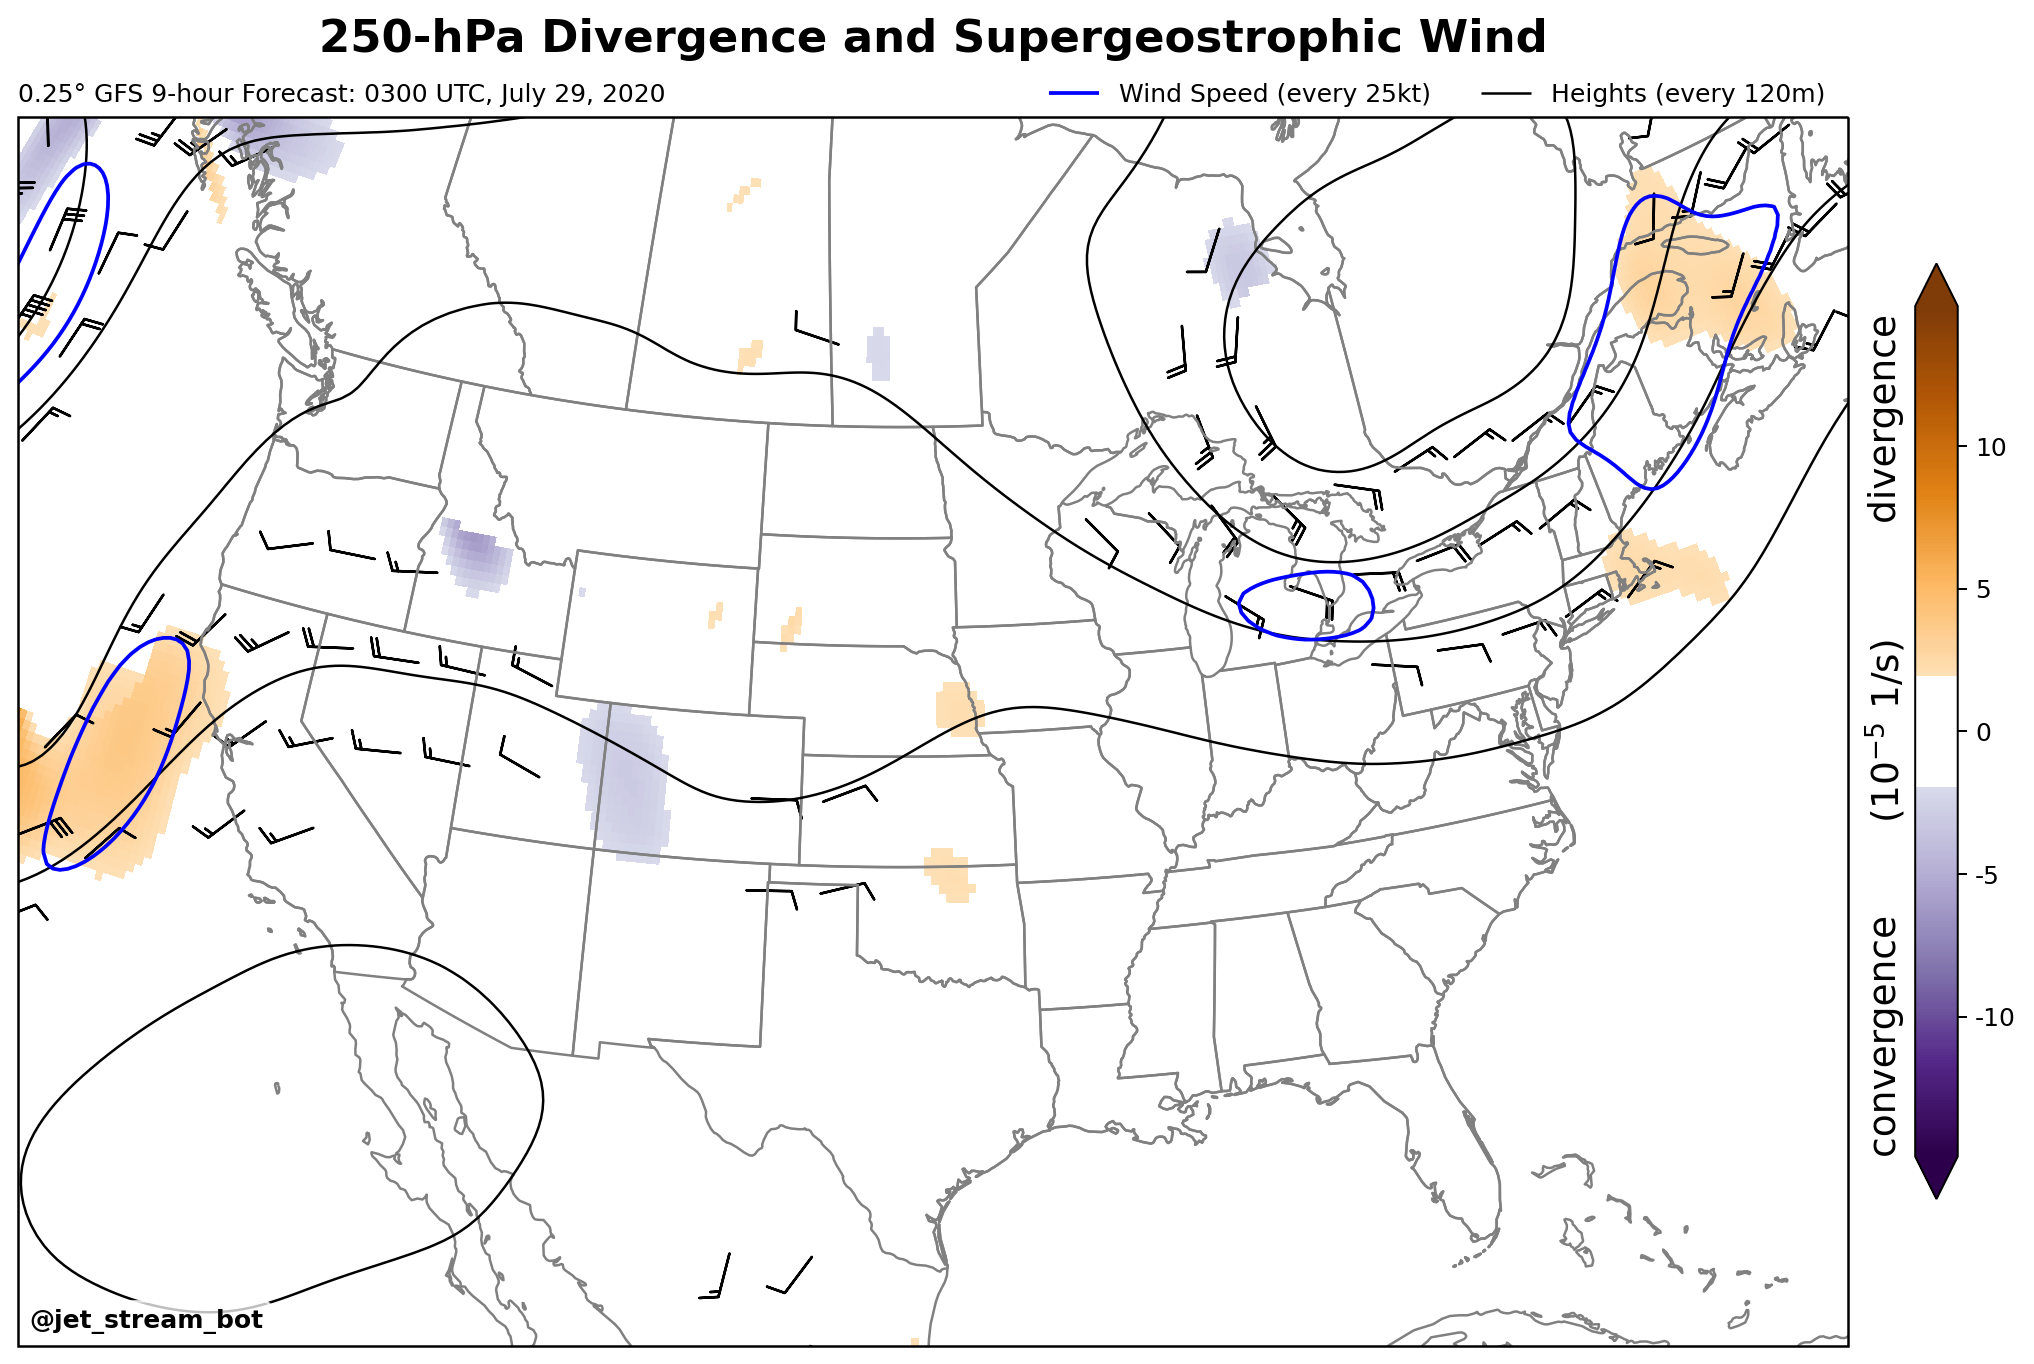 250-hPa Divergence and Supergeostrophic Wind
0.25° GFS 9-hour Forecast: 0300 UTC, July 29, 2020
Wind Speed (every 25kt)
Heights (every 120m)
convergence (10⁻⁵ 1/s) divergence
10
5
0
-5
-10
@jet_stream_bot